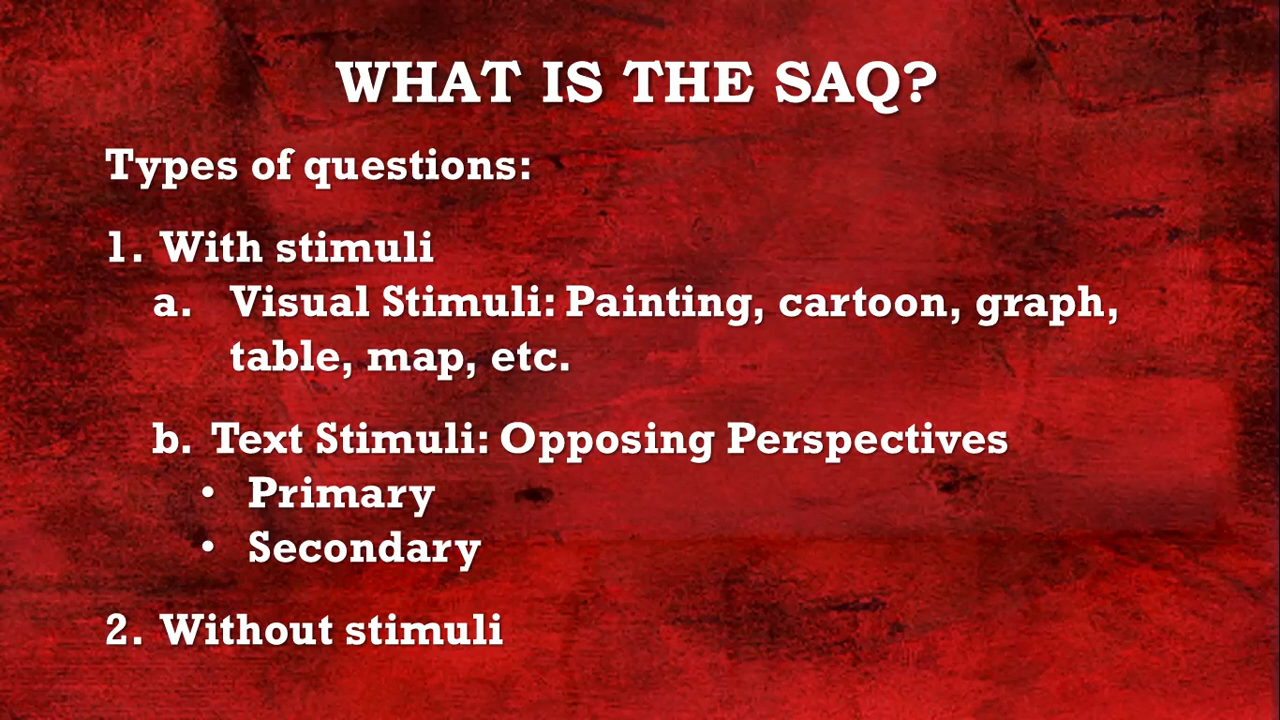 WHAT IS THE SAQ?
Types of questions:
1. With stimuli
a. Visual Stimuli: Painting, cartoon, graph,
table, map, etc.
b. Text Stimuli: Opposing Perspectives
• Primary
• Secondary
2. Without stimuli